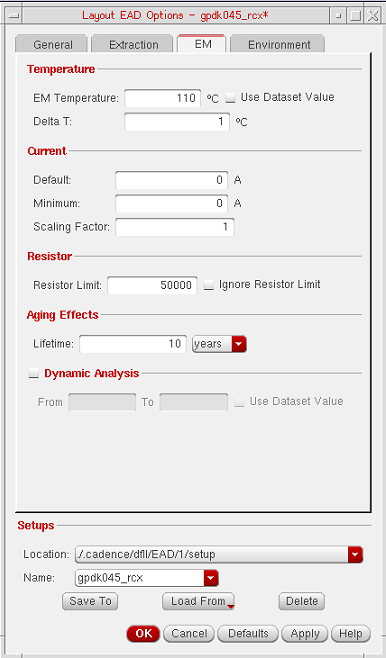 Layout EAD Options - gpdk045_rcx*
General Extraction EM Environment
Temperature
EM Temperature: 110 ºC Use Dataset Value
Delta T: 1 ºC
Current
Default: 0 A
Minimum: 0 A
Scaling Factor: 1
Resistor
Resistor Limit: 50000 Ignore Resistor Limit
Aging Effects
Lifetime: 10 years
Dynamic Analysis
From To Use Dataset Value
Setups
Location: ./.cadence/dfII/EAD/1/setup
Name: gpdk045_rcx
Save To Load From Delete
OK Cancel Defaults Apply Help